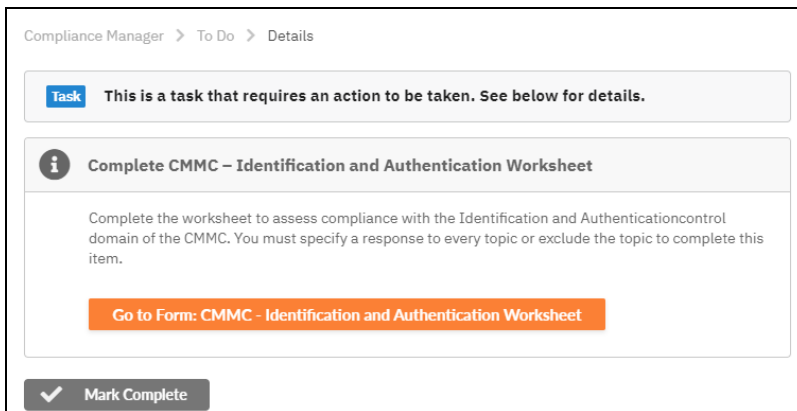 Compliance Manager > To Do > Details
Task This is a task that requires an action to be taken. See below for details.
Complete CMMC – Identification and Authentication Worksheet
Complete the worksheet to assess compliance with the Identification and Authenticationcontrol
domain of the CMMC. You must specify a response to every topic or exclude the topic to complete this
item.
Go to Form: CMMC - Identification and Authentication Worksheet
Mark Complete